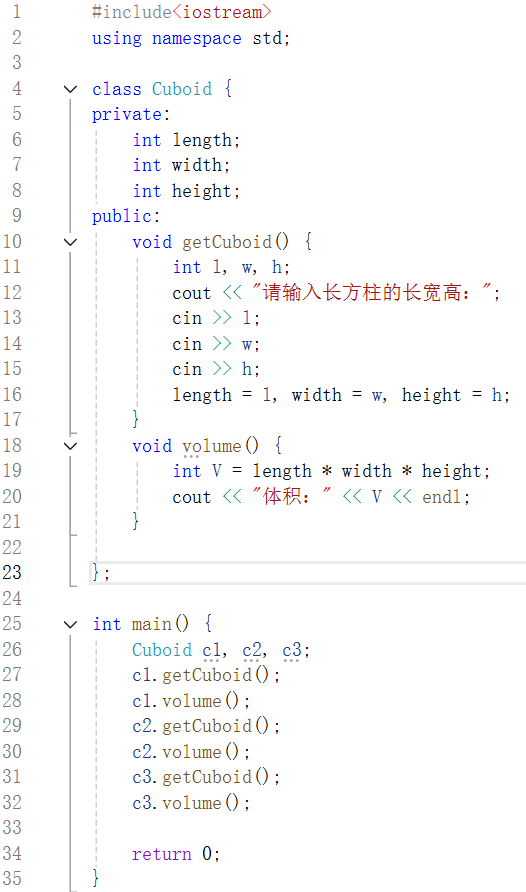 1 #include<iostream>
2 using namespace std;
3
4 class Cuboid {
5 private:
6 int length;
7 int width;
8 int height;
9 public:
10 void getCuboid() {
11 int l, w, h;
12 cout << "请输入长方柱的长宽高：";
13 cin >> l;
14 cin >> w;
15 cin >> h;
16 length = l, width = w, height = h;
17 }
18 void volume() {
19 int V = length * width * height;
20 cout << "体积：" << V << endl;
21 }
22
23 };
24
25 int main() {
26 Cuboid c1, c2, c3;
27 c1.getCuboid();
28 c1.volume();
29 c2.getCuboid();
30 c2.volume();
31 c3.getCuboid();
32 c3.volume();
33
34 return 0;
35 }